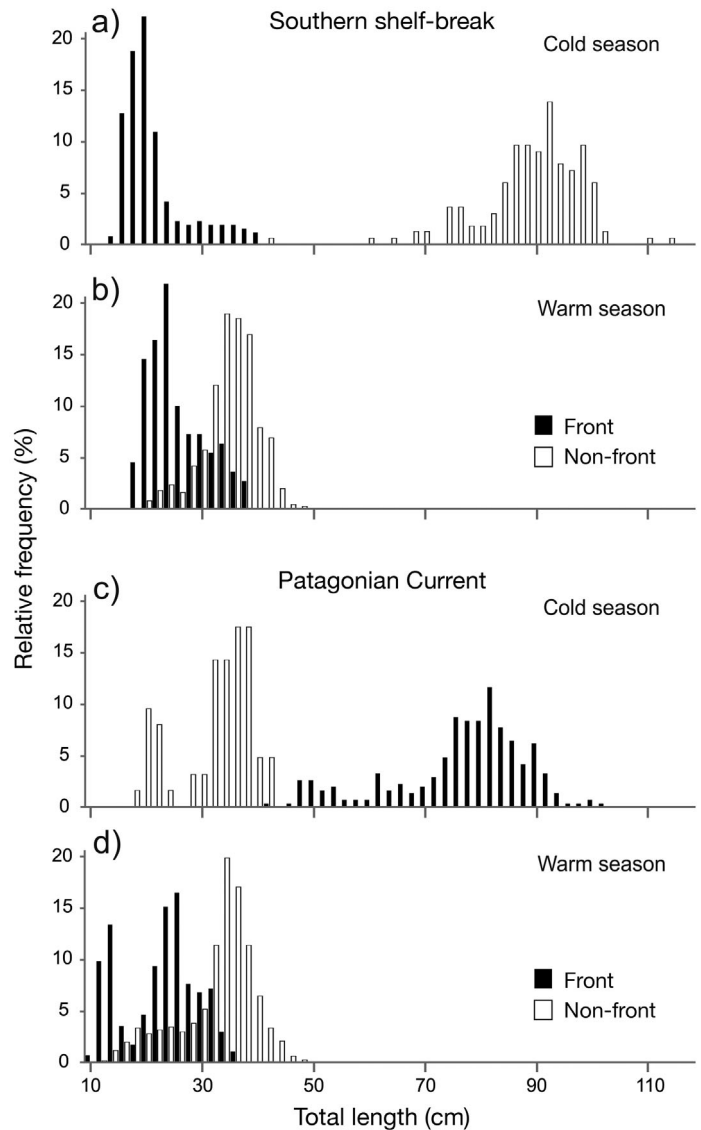 a)
Southern shelf-break
Cold season
20
15
10
5
0
b)
Warm season
20
15
10
5
0
Front
Non-front
Relative frequency (%)
c)
Patagonian Current
Cold season
20
15
10
5
0
d)
Warm season
20
15
10
5
0
Front
Non-front
10 30 50 70 90 110
Total length (cm)